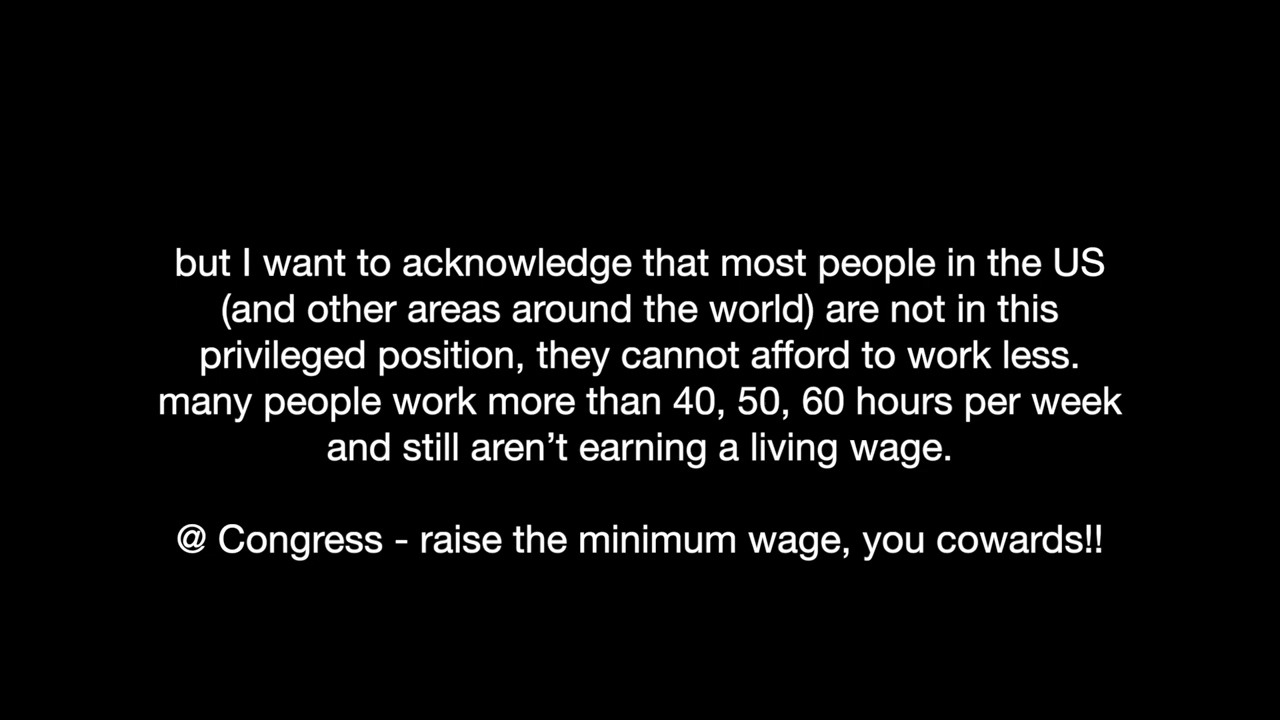 but I want to acknowledge that most people in the US
(and other areas around the world) are not in this
privileged position, they cannot afford to work less.
many people work more than 40, 50, 60 hours per week
and still aren’t earning a living wage.
@ Congress - raise the minimum wage, you cowards!!